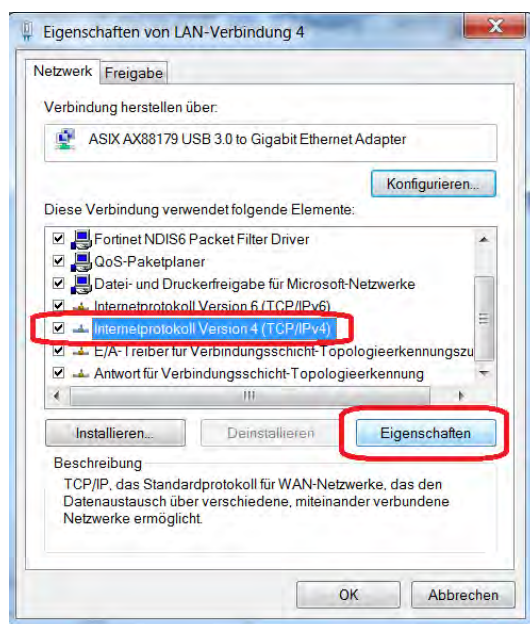 Eigenschaften von LAN-Verbindung 4
Netzwerk Freigabe
Verbindung herstellen über:
ASIX AX88179 USB 3.0 to Gigabit Ethernet Adapter
Konfigurieren...
Diese Verbindung verwendet folgende Elemente:
Fortinet NDIS6 Packet Filter Driver
QoS-Paketplaner
Datei- und Druckerfreigabe für Microsoft-Netzwerke
Internetprotokoll Version 6 (TCP/IPv6)
Internetprotokoll Version 4 (TCP/IPv4)
E/A-Treiber für Verbindungsschicht-Topologieerkennungszu
Antwort für Verbindungsschicht-Topologieerkennung
Installieren... Deinstallieren Eigenschaften
Beschreibung
TCP/IP, das Standardprotokoll für WAN-Netzwerke, das den
Datenaustausch über verschiedene, miteinander verbundene
Netzwerke ermöglicht.
OK Abbrechen